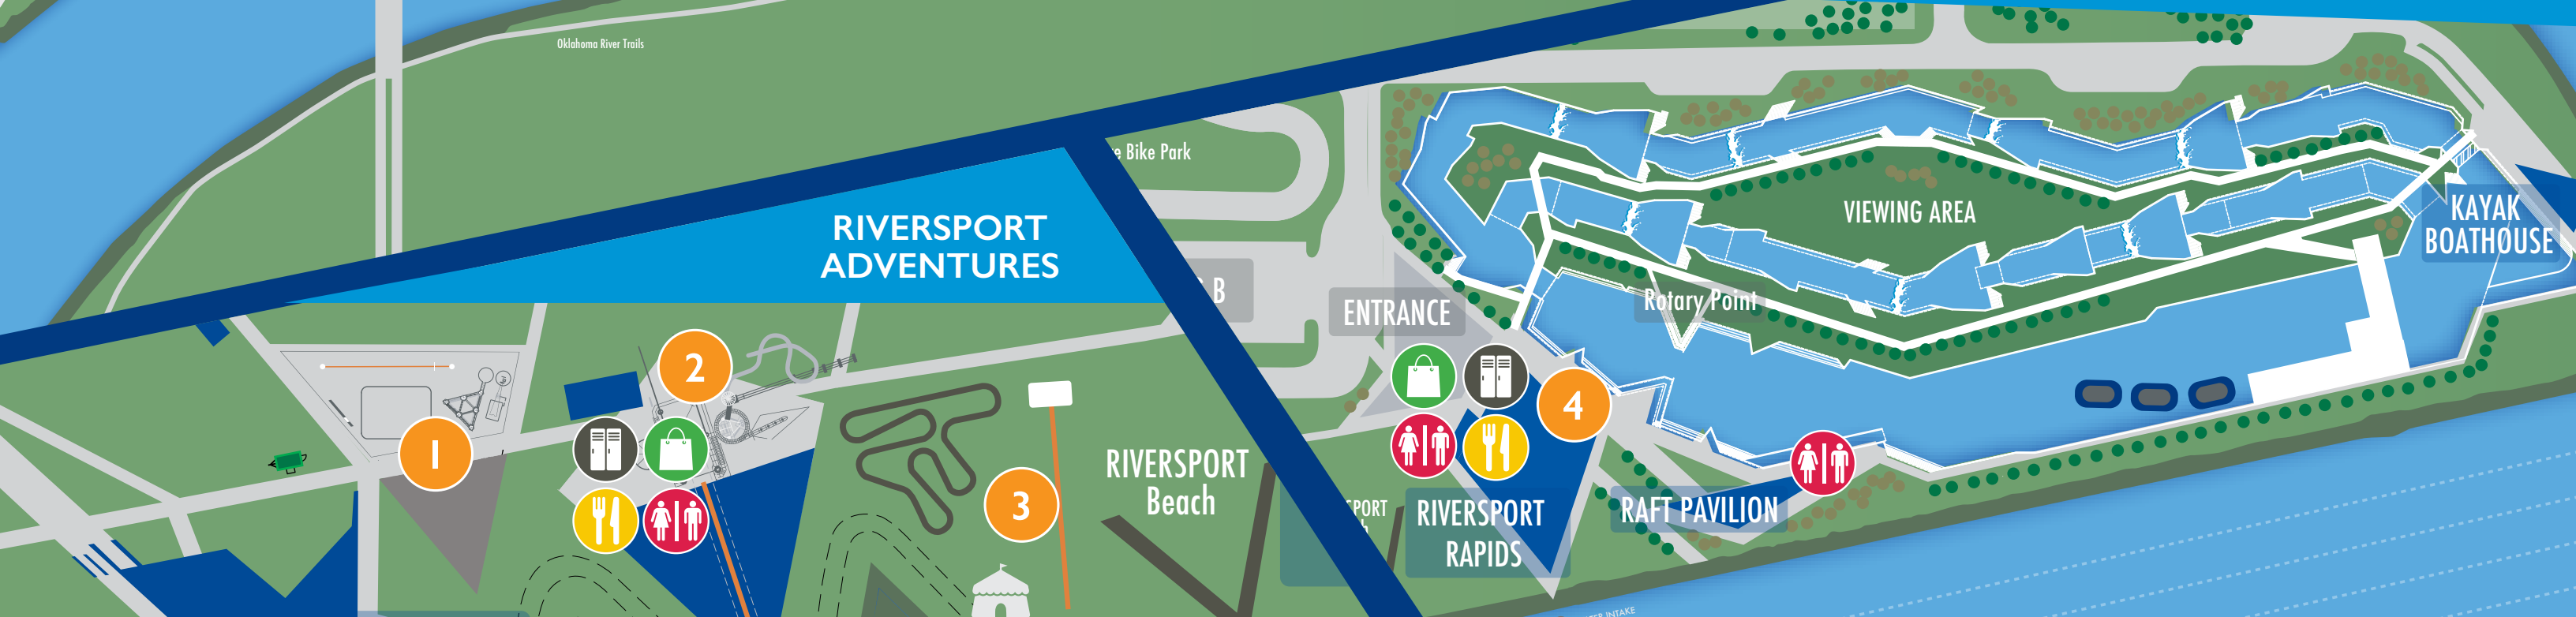 Oklahoma River Trails
Bike Park
RIVERSPORT
ADVENTURES
B
VIEWING AREA
KAYAK
BOATHOUSE
ENTRANCE
Rotary Point
1
2
3
4
RIVERSPORT
Beach
RIVERSPORT
RAPIDS
RAFT PAVILION
INTAKE